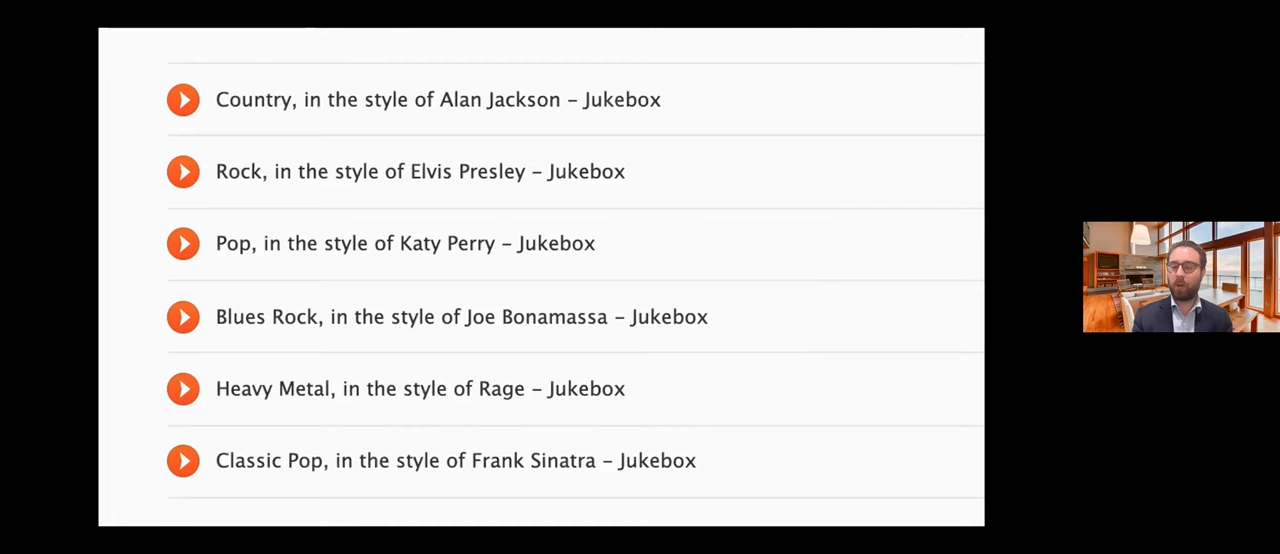 Country, in the style of Alan Jackson – Jukebox
Rock, in the style of Elvis Presley – Jukebox
Pop, in the style of Katy Perry – Jukebox
Blues Rock, in the style of Joe Bonamassa – Jukebox
Heavy Metal, in the style of Rage – Jukebox
Classic Pop, in the style of Frank Sinatra – Jukebox